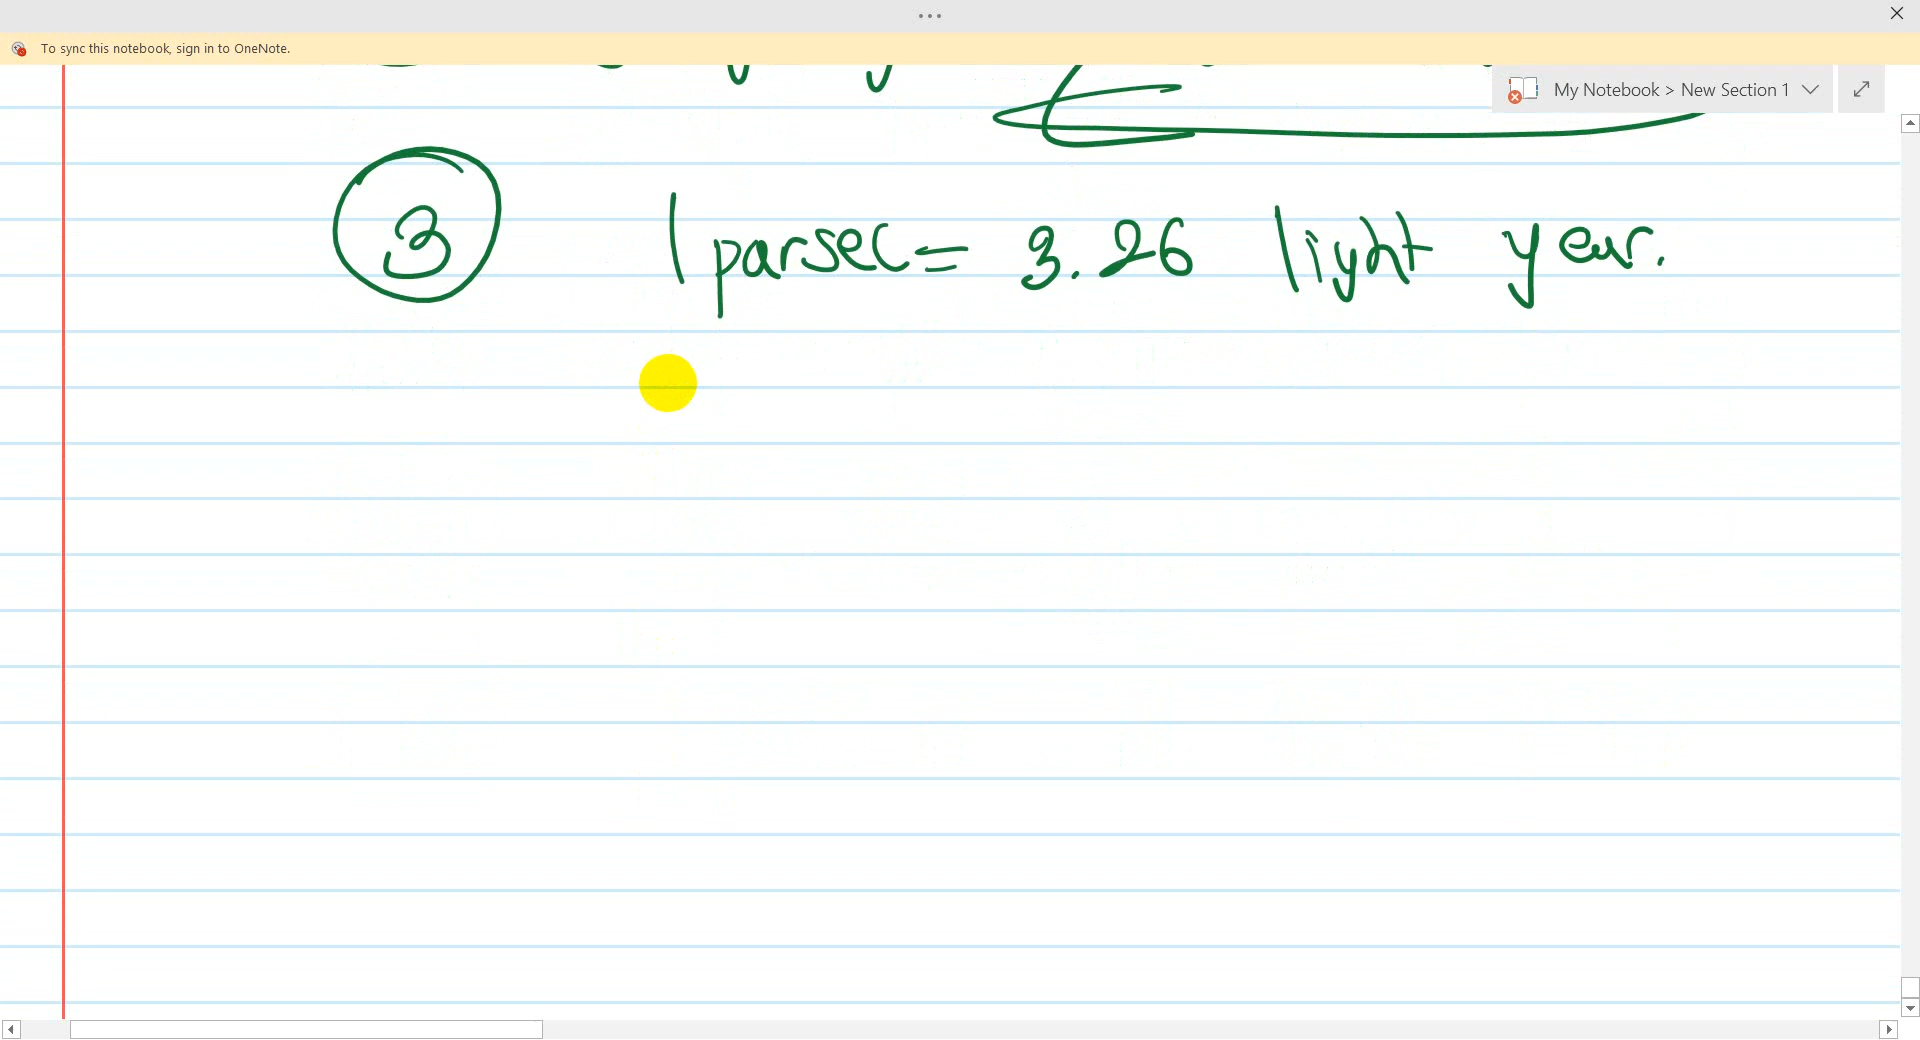 To sync this notebook, sign in to OneNote.
My Notebook > New Section 1
3 1 parsec = 3.26 light year.